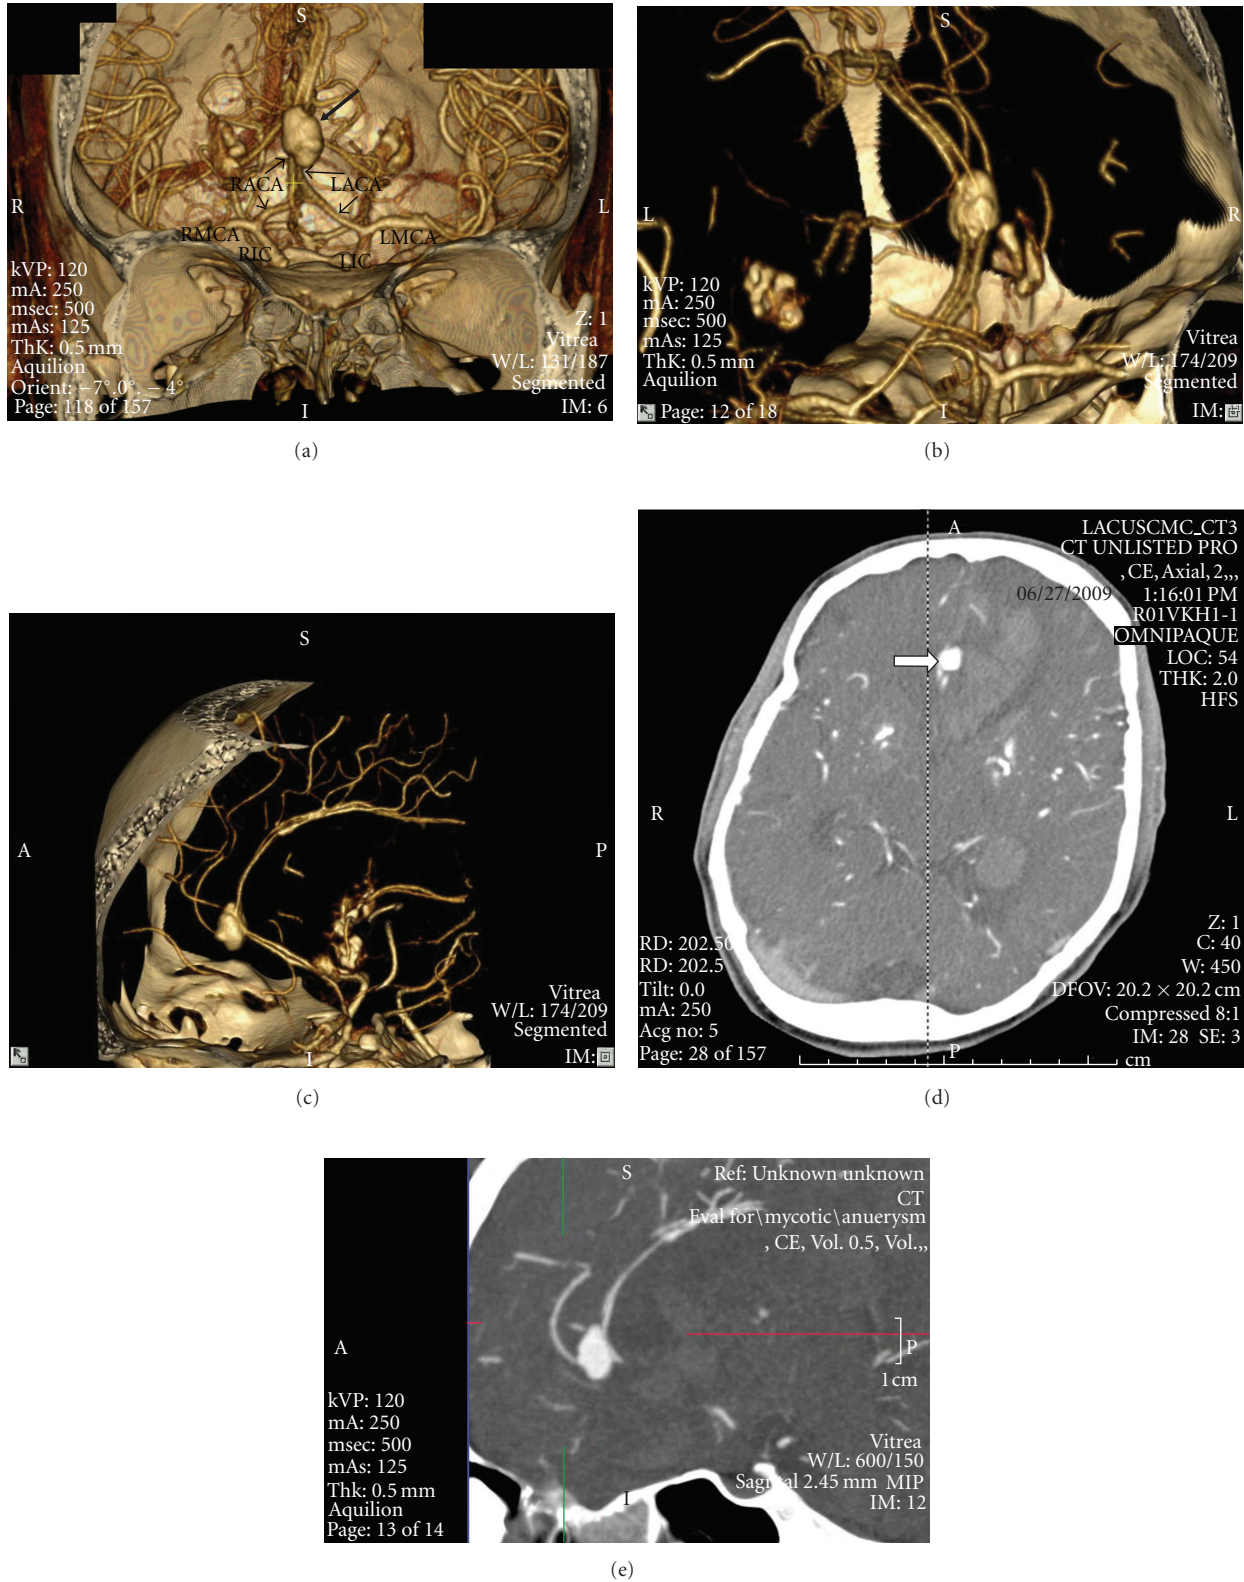 S
RACA
LACA
R
L
RMCA
LMCA
RIC
LIC
kVP: 120
mA: 250
msec: 500
mAs: 125
ThK: 0.5 mm
Aquilion
Orient: −7°.0°. − 4°
Page: 118 of 157
Z: 1
Vitrea
W/L: 131/187
Segmented
IM: 6
I
(a)
S
L
R
kVP: 120
mA: 250
msec: 500
mAs: 125
ThK: 0.5 mm
Aquilion
Page: 12 of 18
Vitrea
W/L: 174/209
Segmented
IM:
I
(b)
S
A
P
Vitrea
W/L: 174/209
Segmented
IM:
I
(c)
A
LACUSCMC_CT3
CT UNLISTED PRO
, CE, Axial, 2,,,
06/27/2009
1:16:01 PM
R01VKH1-1
OMNIPAQUE
LOC: 54
THK: 2.0
HFS
R
L
RD: 202.50
RD: 202.5
Tilt: 0.0
mA: 250
Acg no: 5
Page: 28 of 157
Z: 1
C: 40
W: 450
DFOV: 20.2 × 20.2 cm
Compressed 8:1
IM: 28 SE: 3
P
cm
(d)
S
Ref: Unknown unknown
CT
Eval for\mycotic\anuerysm
, CE, Vol. 0.5, Vol.,,
A
P
1 cm
kVP: 120
mA: 250
msec: 500
mAs: 125
Thk: 0.5 mm
Aquilion
Page: 13 of 14
Vitrea
W/L: 600/150
Sagittal 2.45 mm MIP
IM: 12
I
(e)